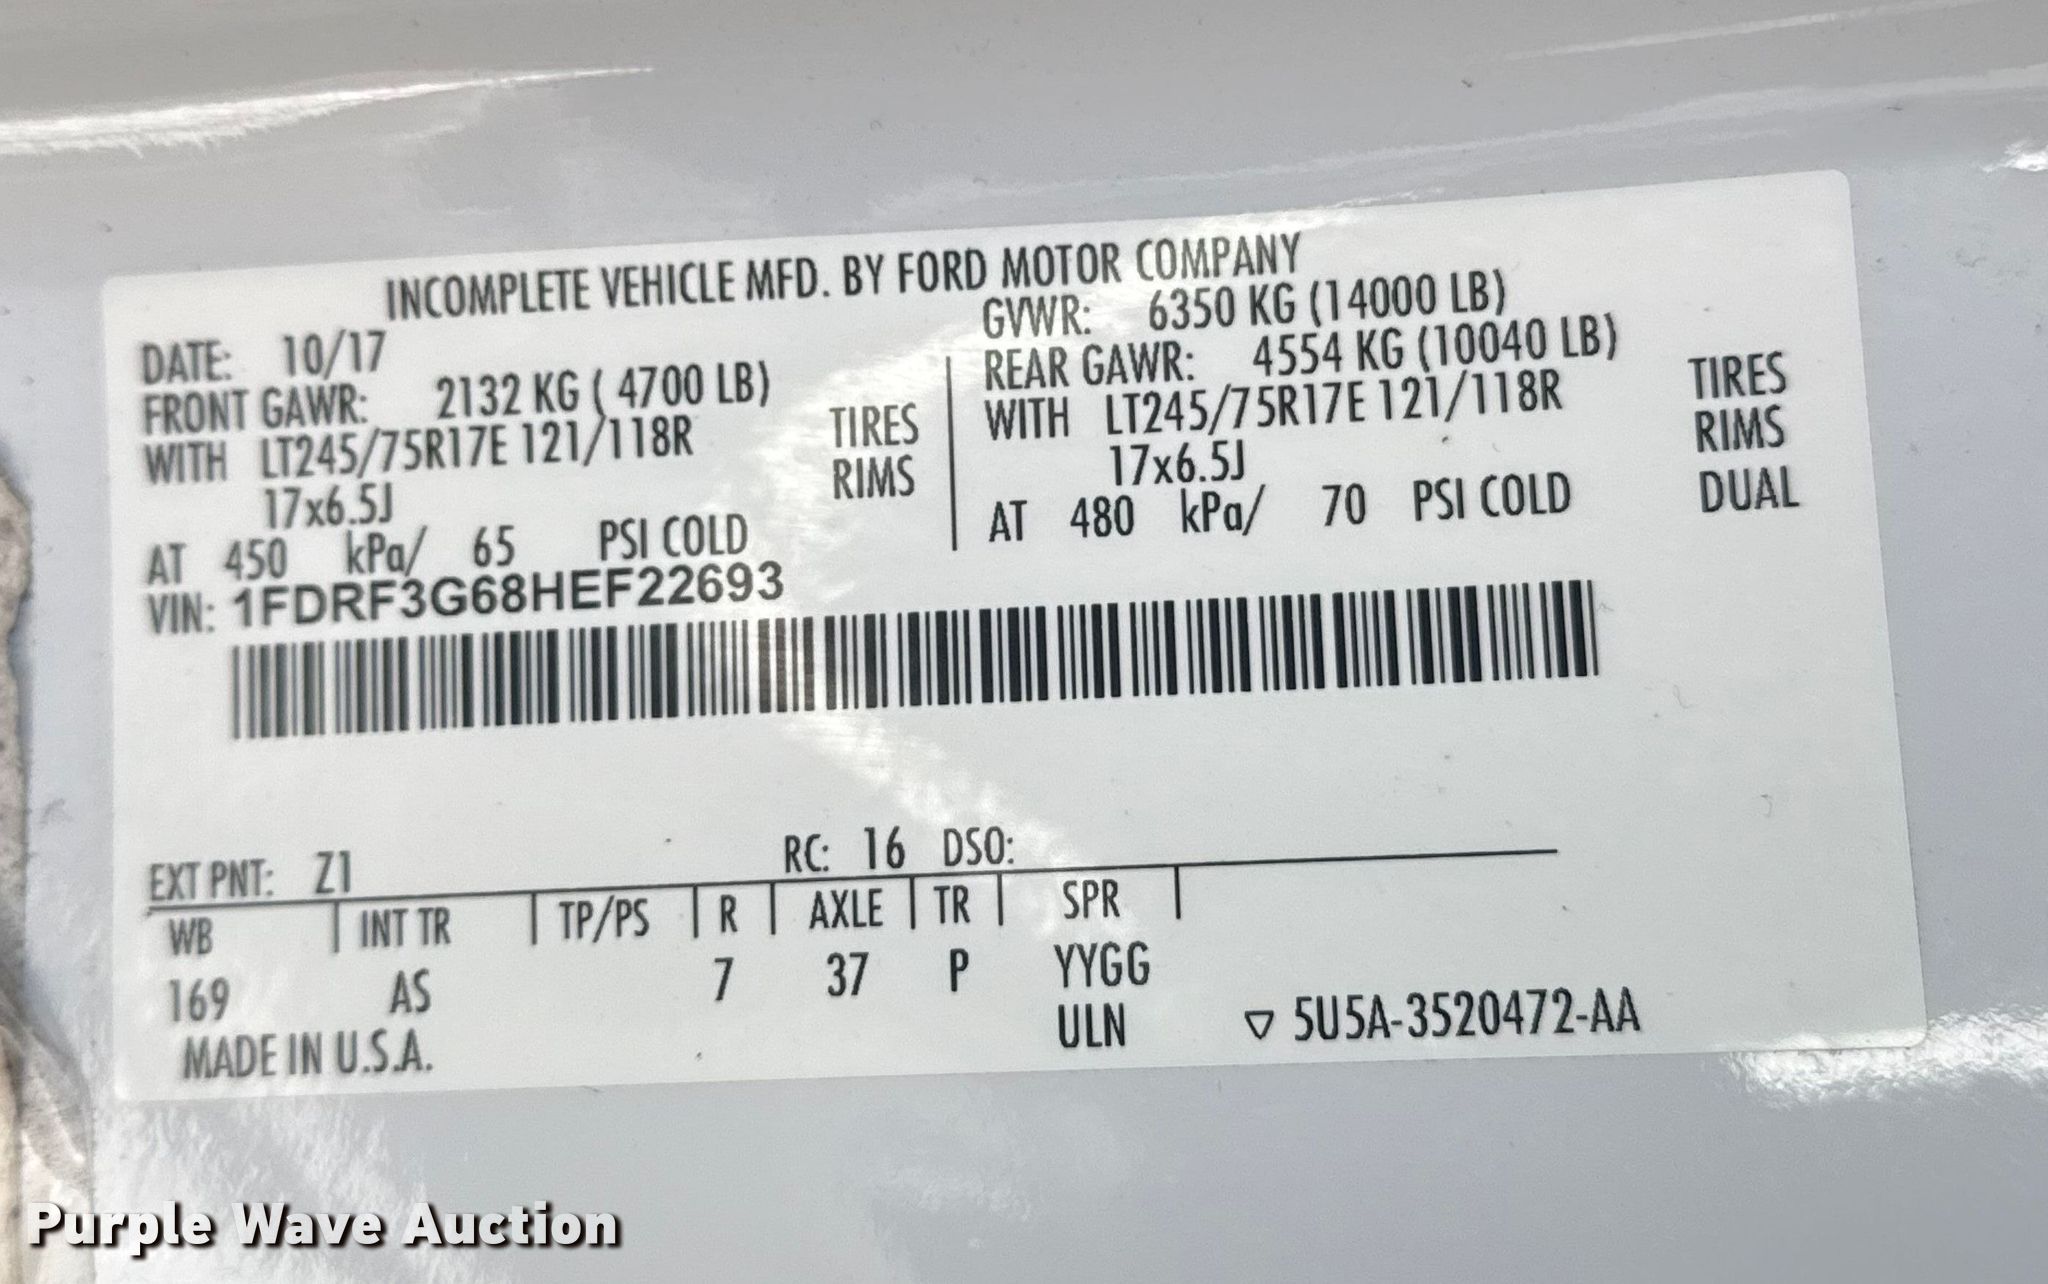 INCOMPLETE VEHICLE MFD. BY FORD MOTOR COMPANY
DATE: 10/17
GVWR: 6350 KG (14000 LB)
FRONT GAWR: 2132 KG ( 4700 LB)
REAR GAWR: 4554 KG (10040 LB)
WITH LT245/75R17E 121/118R TIRES
WITH LT245/75R17E 121/118R TIRES
17x6.5J RIMS
17x6.5J RIMS
AT 450 kPa/ 65 PSI COLD
AT 480 kPa/ 70 PSI COLD DUAL
VIN: 1FDRF3G68HEF22693
EXT PNT: Z1 RC: 16 DSO:
WB INT TR TP/PS R AXLE TR SPR
169 AS 7 37 P YYGG
ULN
MADE IN U.S.A.
▽ 5U5A-3520472-AA
Purple Wave Auction